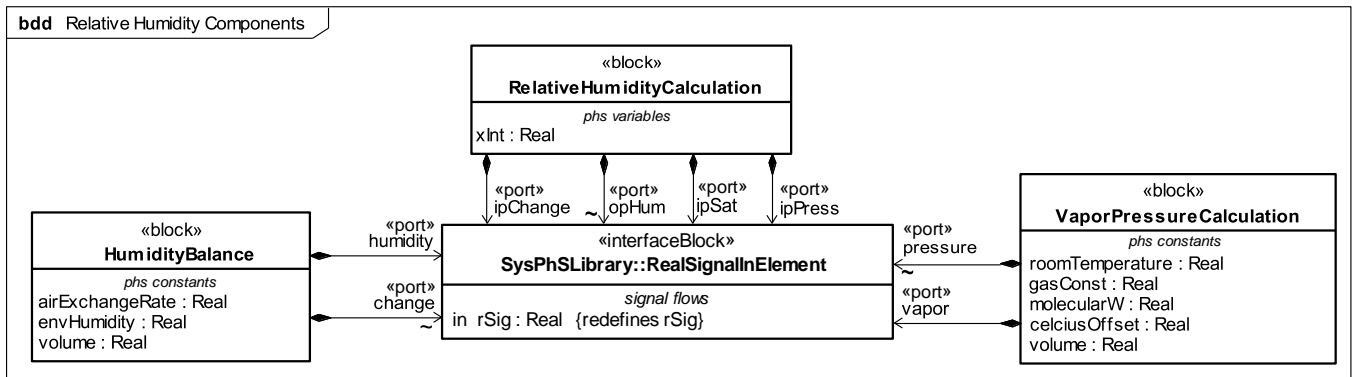 bdd Relative Humidity Components
«block»
RelativeHumidityCalculation
phs variables
xInt : Real
«port»
ipChange
«port»
~ opHum
«port»
ipSat
«port»
ipPress
«block»
HumidityBalance
phs constants
airExchangeRate : Real
envHumidity : Real
volume : Real
«port»
humidity
«port»
change
~
«interfaceBlock»
SysPhSLibrary::RealSignalInElement
signal flows
in rSig : Real {redefines rSig}
«port»
pressure
~
«port»
vapor
«block»
VaporPressureCalculation
phs constants
roomTemperature : Real
gasConst : Real
molecularW : Real
celciusOffset : Real
volume : Real